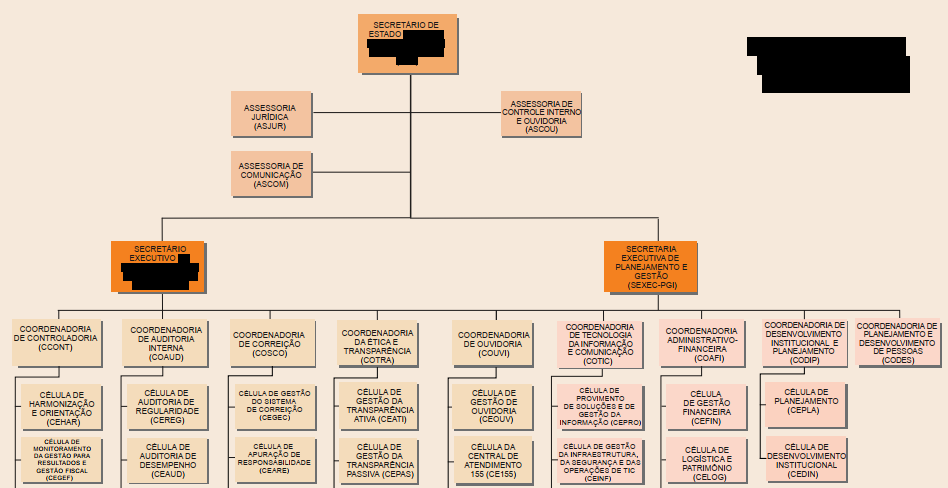 SECRETÁRIO DE
ESTADO
ASSESSORIA
JURÍDICA
(ASJUR)
ASSESSORIA DE
CONTROLE INTERNO
E OUVIDORIA
(ASCOU)
ASSESSORIA DE
COMUNICAÇÃO
(ASCOM)
SECRETÁRIO
EXECUTIVO
SECRETARIA
EXECUTIVA DE
PLANEJAMENTO E
GESTÃO
(SEXEC-PGI)
COORDENADORIA
DE CONTROLADORIA
(CCONT)
COORDENADORIA
DE AUDITORIA
INTERNA
(COAUD)
COORDENADORIA
DE CORREIÇÃO
(COSCO)
COORDENADORIA
DA ÉTICA E
TRANSPARÊNCIA
(COTRA)
COORDENADORIA
DE OUVIDORIA
(COUVI)
COORDENADORIA
DE TECNOLOGIA
DA INFORMAÇÃO
E COMUNICAÇÃO
(COTIC)
COORDENADORIA
ADMINISTRATIVO-
FINANCEIRA
(COAFI)
COORDENADORIA DE
DESENVOLVIMENTO
INSTITUCIONAL E
PLANEJAMENTO
(CODIP)
COORDENADORIA DE
PLANEJAMENTO E
DESENVOLVIMENTO
DE PESSOAS
(CODES)
CÉLULA DE
HARMONIZAÇÃO
E ORIENTAÇÃO
(CEHAR)
CÉLULA DE
AUDITORIA DE
REGULARIDADE
(CEREG)
CÉLULA DE GESTÃO
DO SISTEMA
DE CORREIÇÃO
(CEGEC)
CÉLULA DE
GESTÃO DA
TRANSPARÊNCIA
ATIVA (CEATI)
CÉLULA DE
GESTÃO DE
OUVIDORIA
(CEOUV)
CÉLULA DE
PROVIMENTO
DE SOLUÇÕES E DE
GESTÃO DA
INFORMAÇÃO (CEPRO)
CÉLULA
DE GESTÃO
FINANCEIRA
(CEFIN)
CÉLULA DE
PLANEJAMENTO
(CEPLA)
CÉLULA DE
MONITORAMENTO
DA GESTÃO PARA
RESULTADOS E
GESTÃO FISCAL
(CEGEF)
CÉLULA DE
AUDITORIA DE
DESEMPENHO
(CEAUD)
CÉLULA DE
APURAÇÃO DE
RESPONSABILIDADE
(CEARE)
CÉLULA DE
GESTÃO DA
TRANSPARÊNCIA
PASSIVA (CEPAS)
CÉLULA DA
CENTRAL DE
ATENDIMENTO
155 (CE155)
CÉLULA DE GESTÃO
DA INFRAESTRUTURA,
DA SEGURANÇA E DAS
OPERAÇÕES DE TIC
(CEINF)
CÉLULA DE
LOGÍSTICA E
PATRIMÔNIO
(CELOG)
CÉLULA DE
DESENVOLVIMENTO
INSTITUCIONAL
(CEDIN)